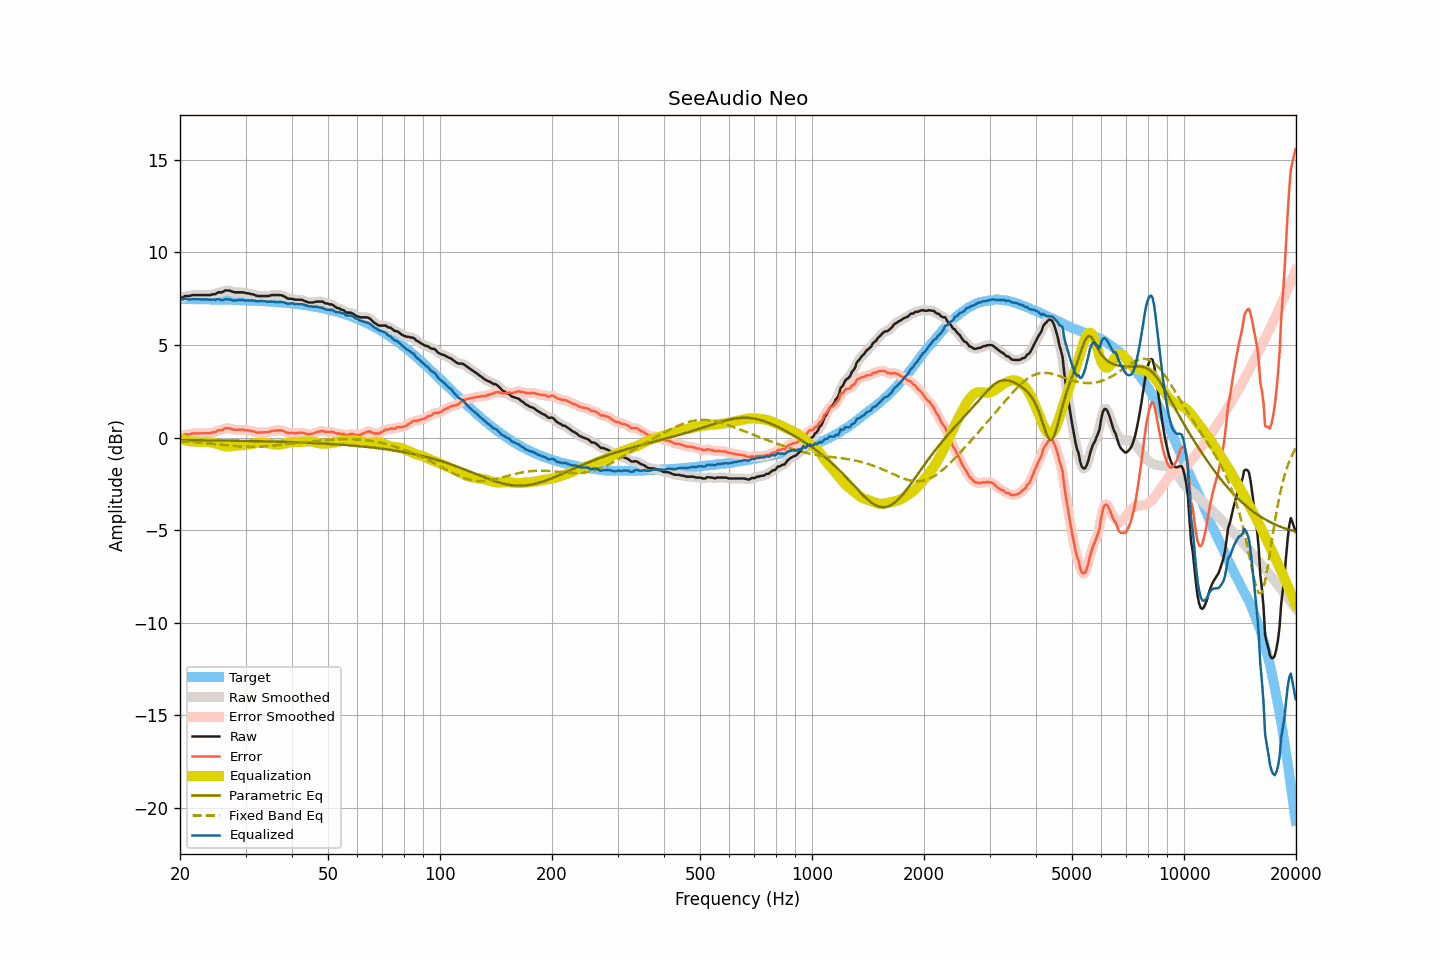 SeeAudio Neo
15
10
5
0
−5
−10
−15
−20
Amplitude (dBr)
Target
Raw Smoothed
Error Smoothed
Raw
Error
Equalization
Parametric Eq
Fixed Band Eq
Equalized
20 50 100 200 500 1000 2000 5000 10000 20000
Frequency (Hz)